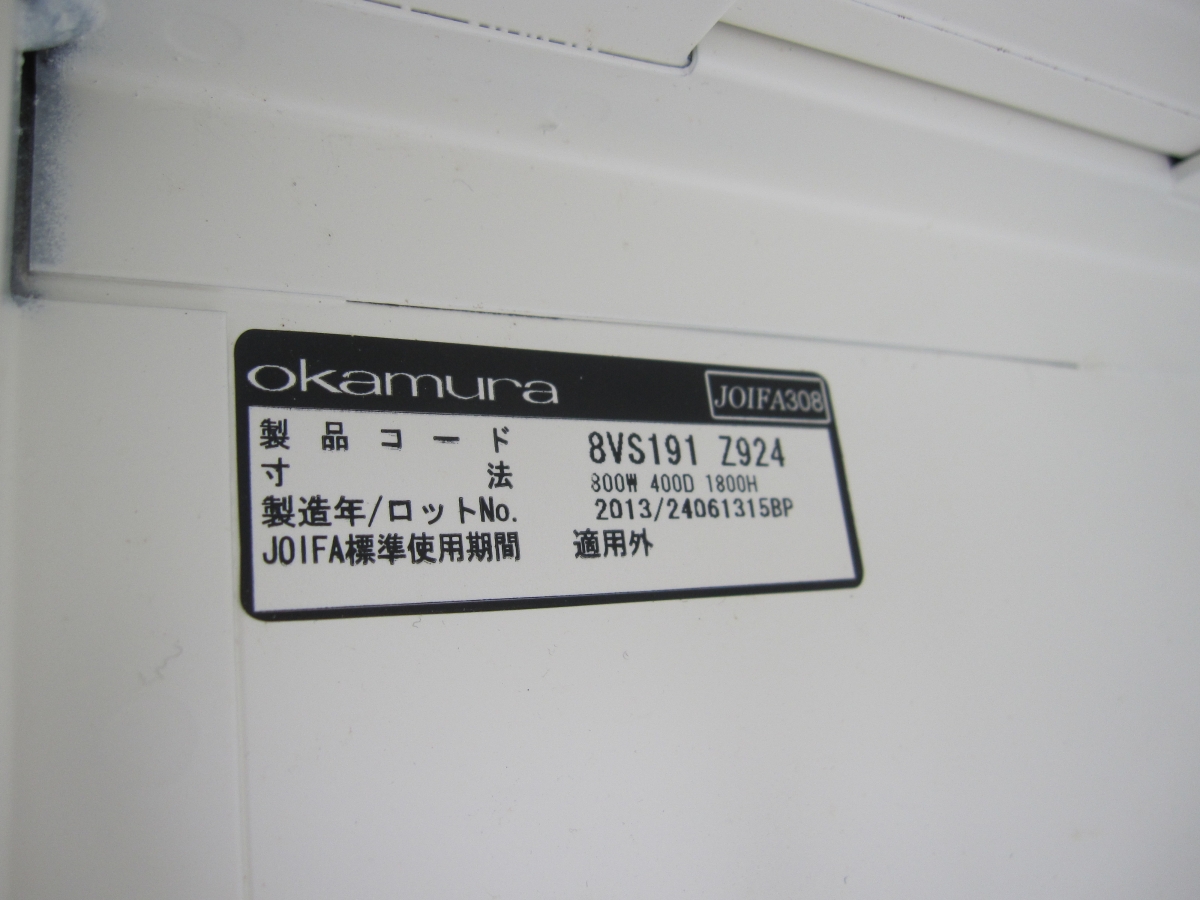 okamura JOIFA308
製品コード 8VS191 Z924
寸法 800W 400D 1800H
製造年/ロットNo. 2013/24061315BP
JOIFA標準使用期間 適用外